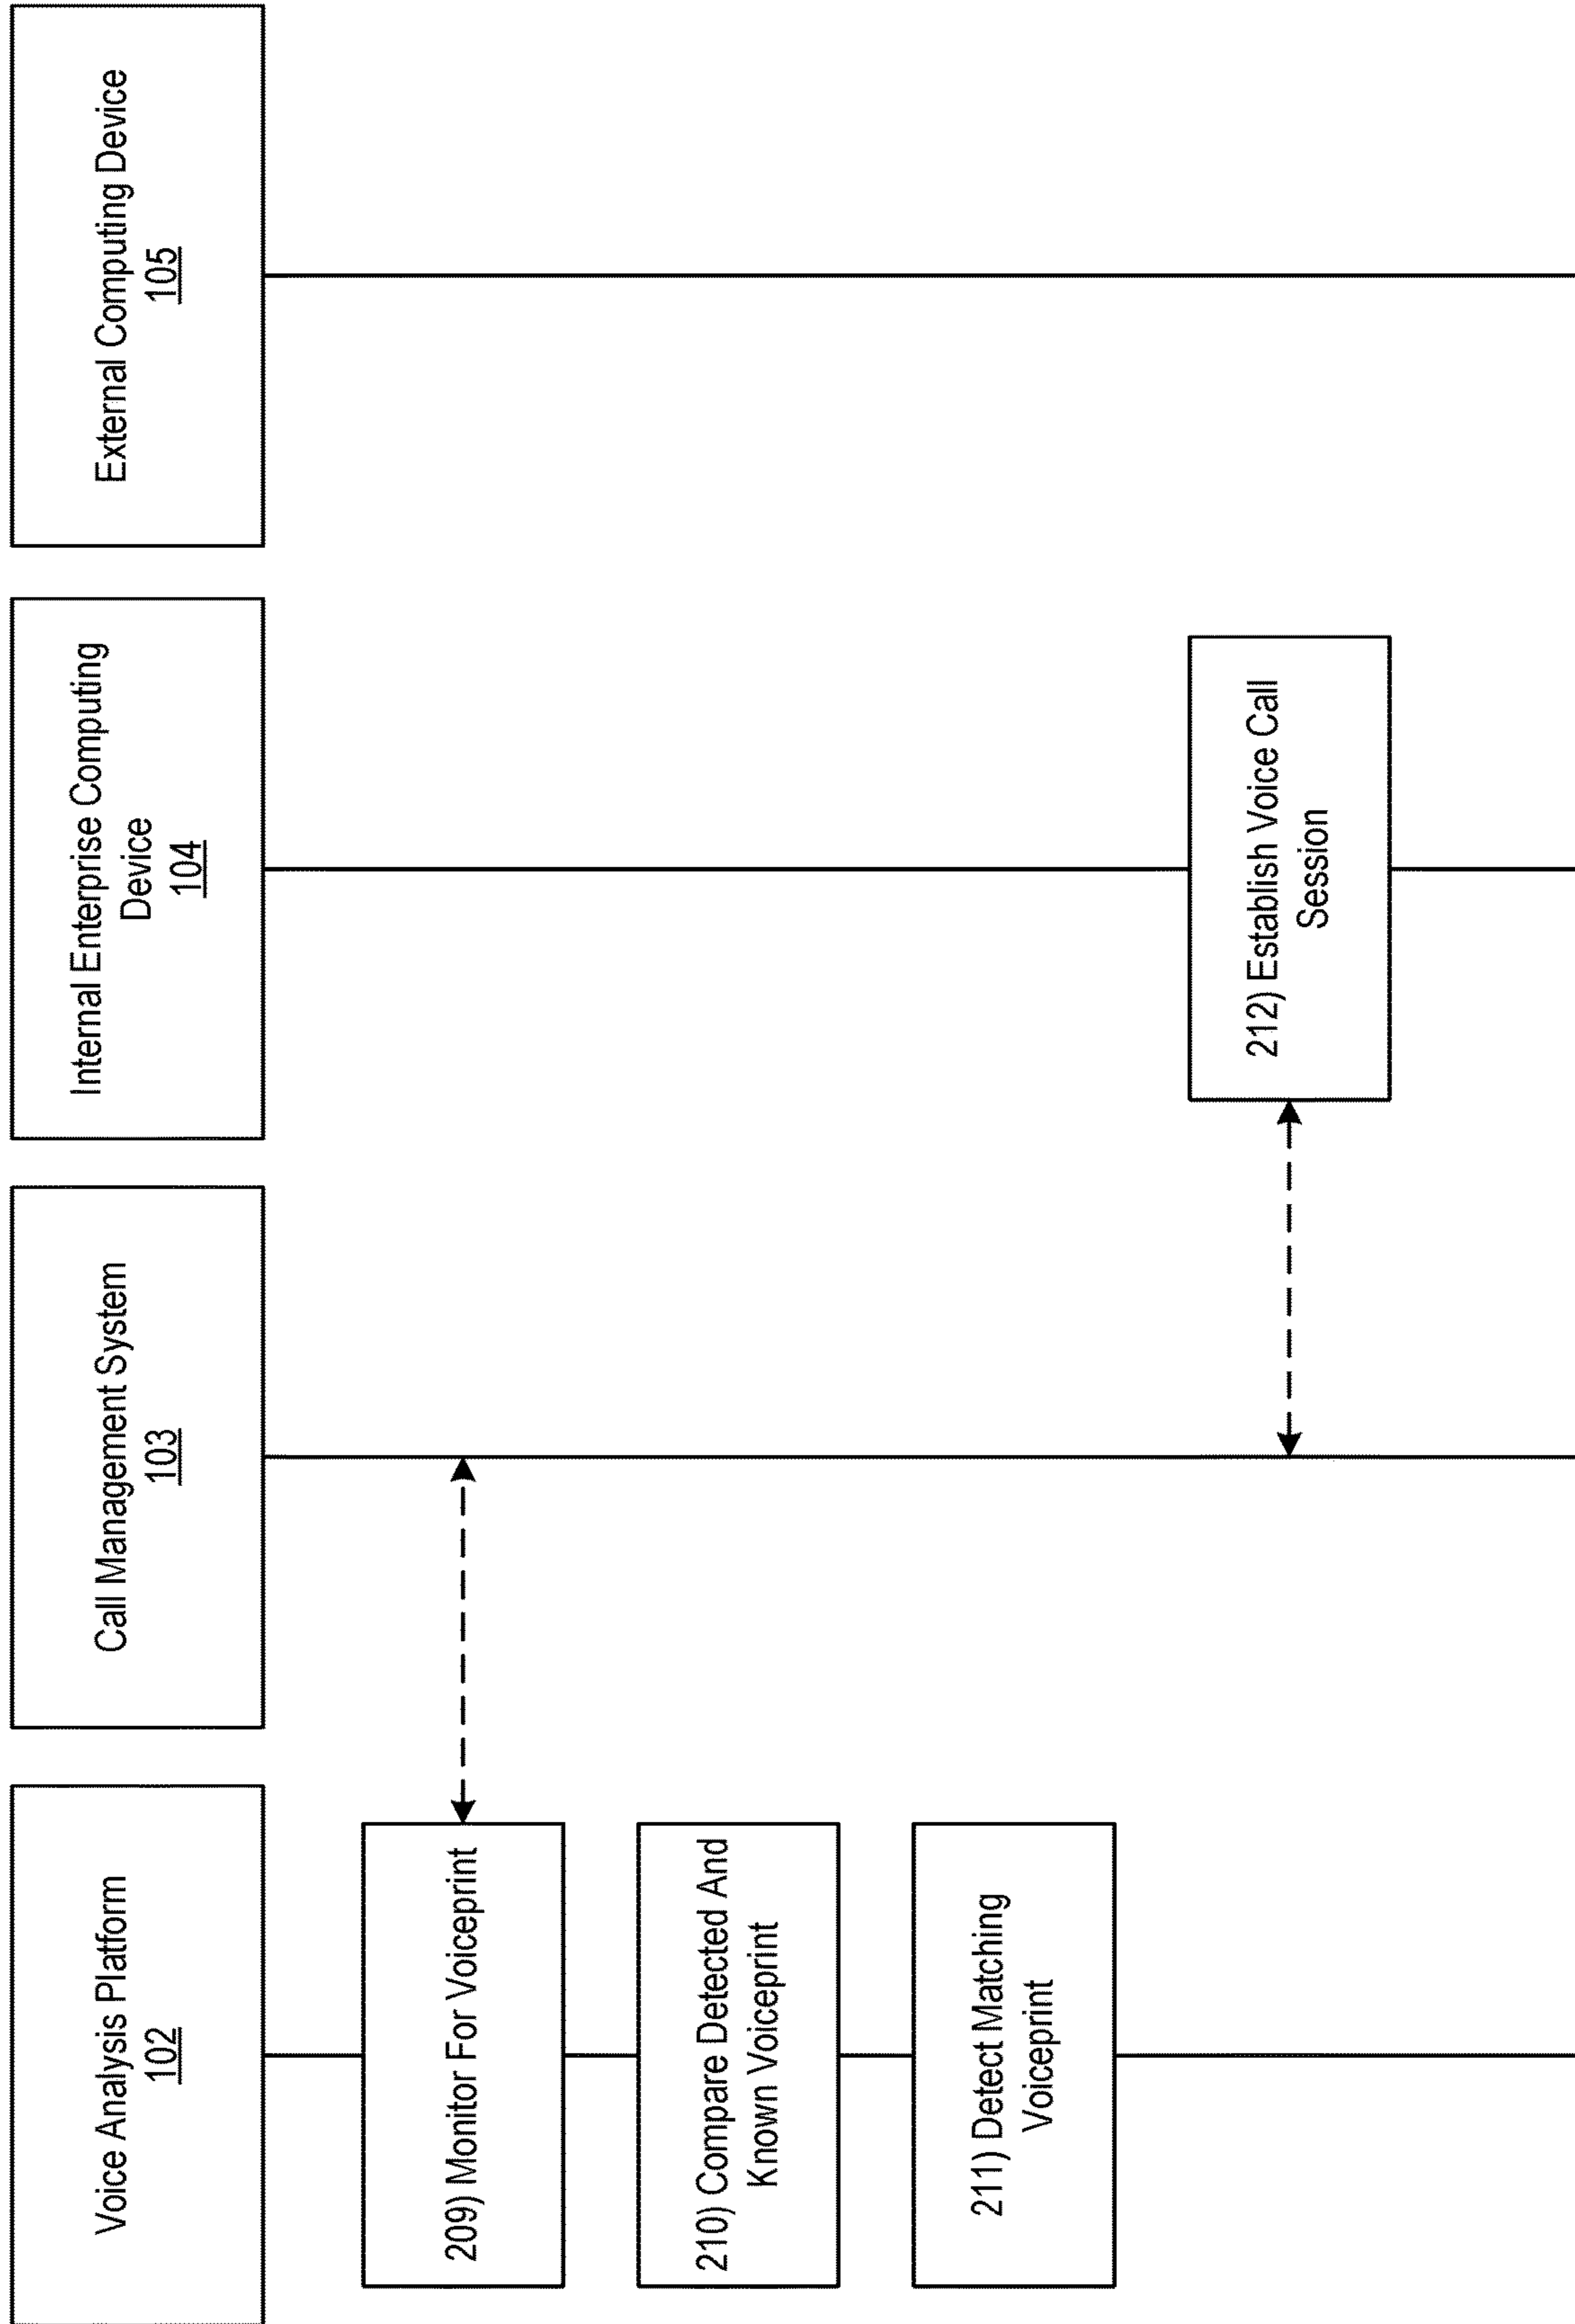 Voice Analysis Platform
102
Call Management System
103
Internal Enterprise Computing
Device
104
External Computing Device
105
209) Monitor For Voiceprint
210) Compare Detected And
Known Voiceprint
211) Detect Matching
Voiceprint
212) Establish Voice Call
Session